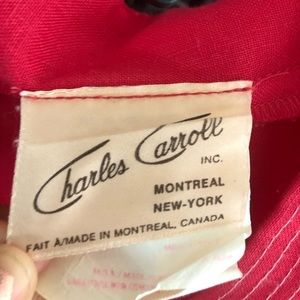 Charles Carroll
INC.
MONTREAL
NEW-YORK
FAIT A/MADE IN MONTREAL, CANADA